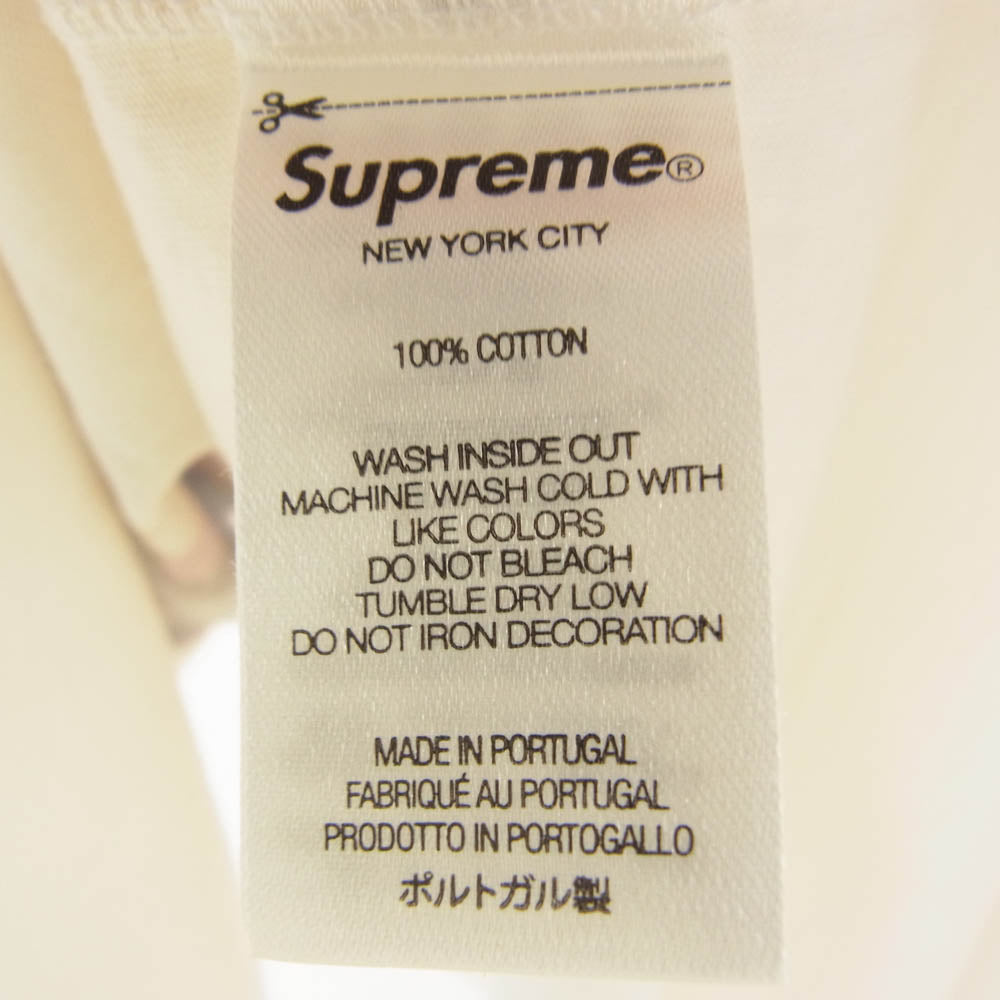 Supreme®
NEW YORK CITY
100% COTTON
WASH INSIDE OUT
MACHINE WASH COLD WITH
LIKE COLORS
DO NOT BLEACH
TUMBLE DRY LOW
DO NOT IRON DECORATION
MADE IN PORTUGAL
FABRIQUÉ AU PORTUGAL
PRODOTTO IN PORTOGALLO
ポルトガル製